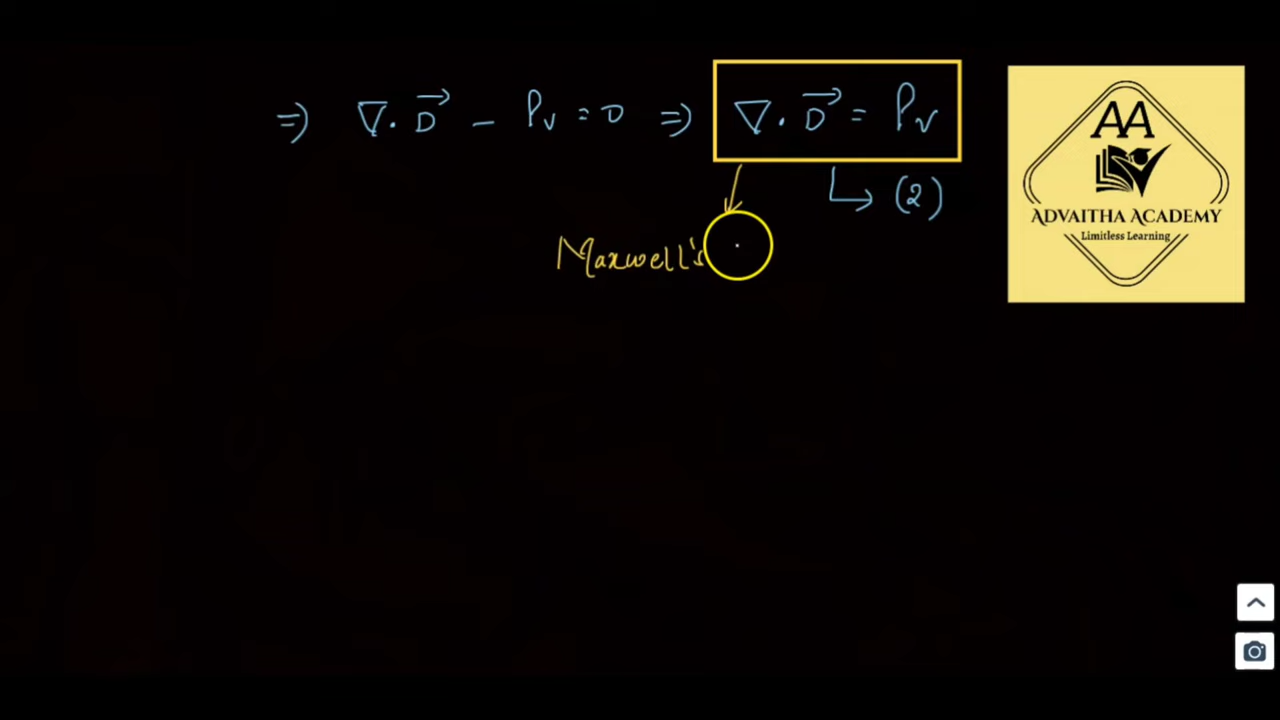 ⇒ ∇. D⃗ – ρv = 0 ⇒ ∇. D⃗ = ρv
↳ (2)
Maxwell's
AA
ADVAITHA ACADEMY
Limitless Learning